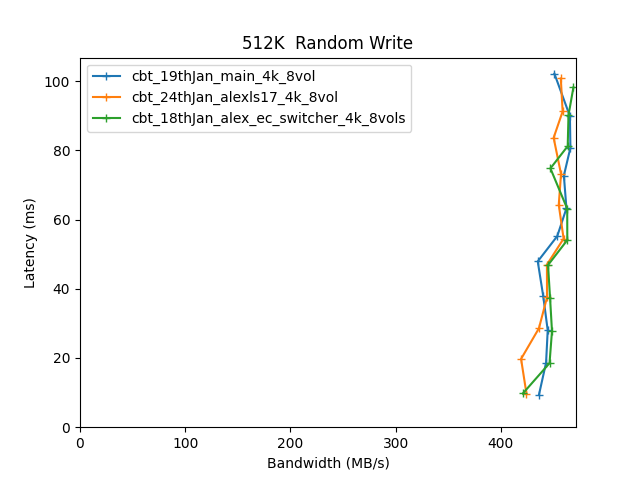 512K  Random Write
cbt_19thJan_main_4k_8vol
cbt_24thJan_alexls17_4k_8vol
cbt_18thJan_alex_ec_switcher_4k_8vols
Latency (ms)
100
80
60
40
20
0
0 100 200 300 400
Bandwidth (MB/s)